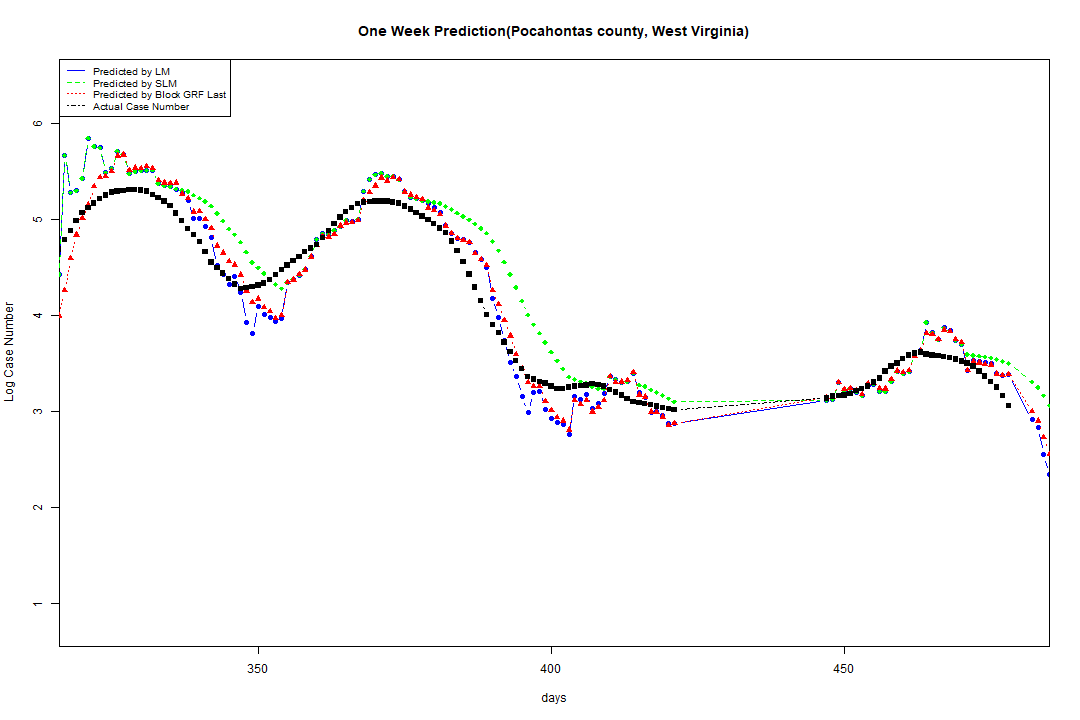 One Week Prediction(Pocahontas county, West Virginia)
Predicted by LM
Predicted by SLM
Predicted by Block GRF Last
Actual Case Number
6
5
4
3
2
1
Log Case Number
350
400
450
days